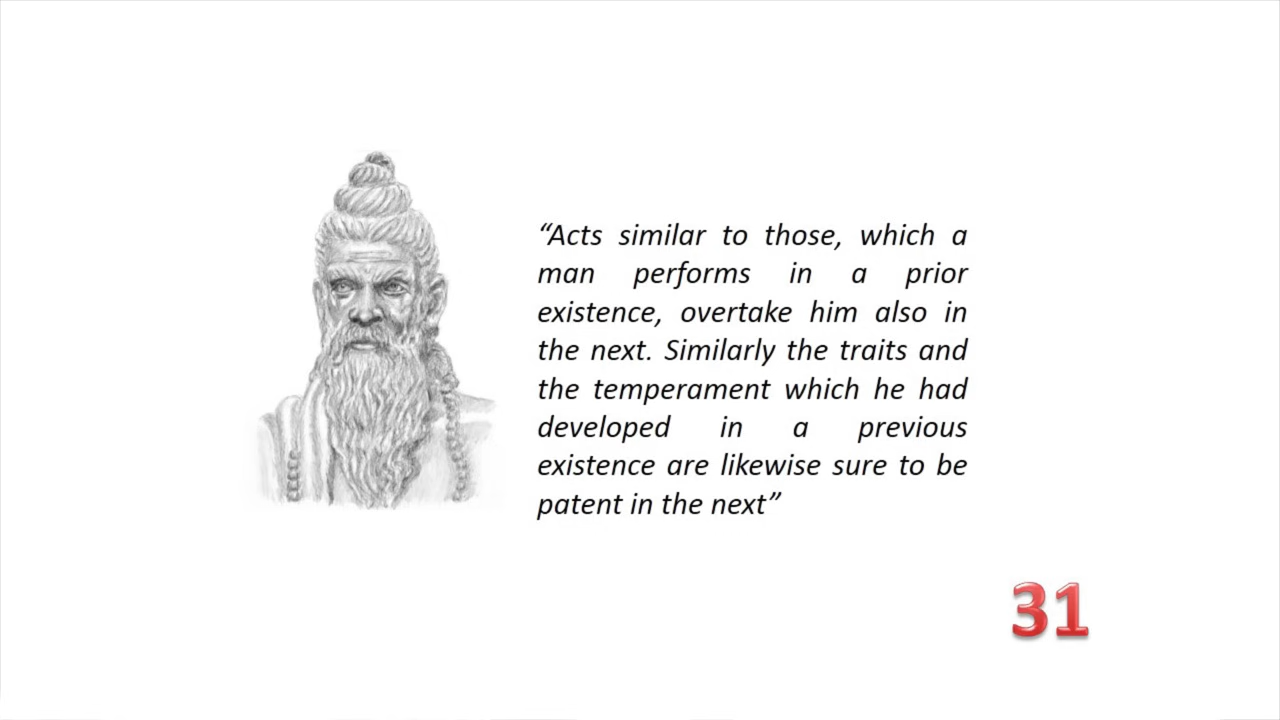 “Acts similar to those, which a
man performs in a prior
existence, overtake him also in
the next. Similarly the traits and
the temperament which he had
developed in a previous
existence are likewise sure to be
patent in the next”
31